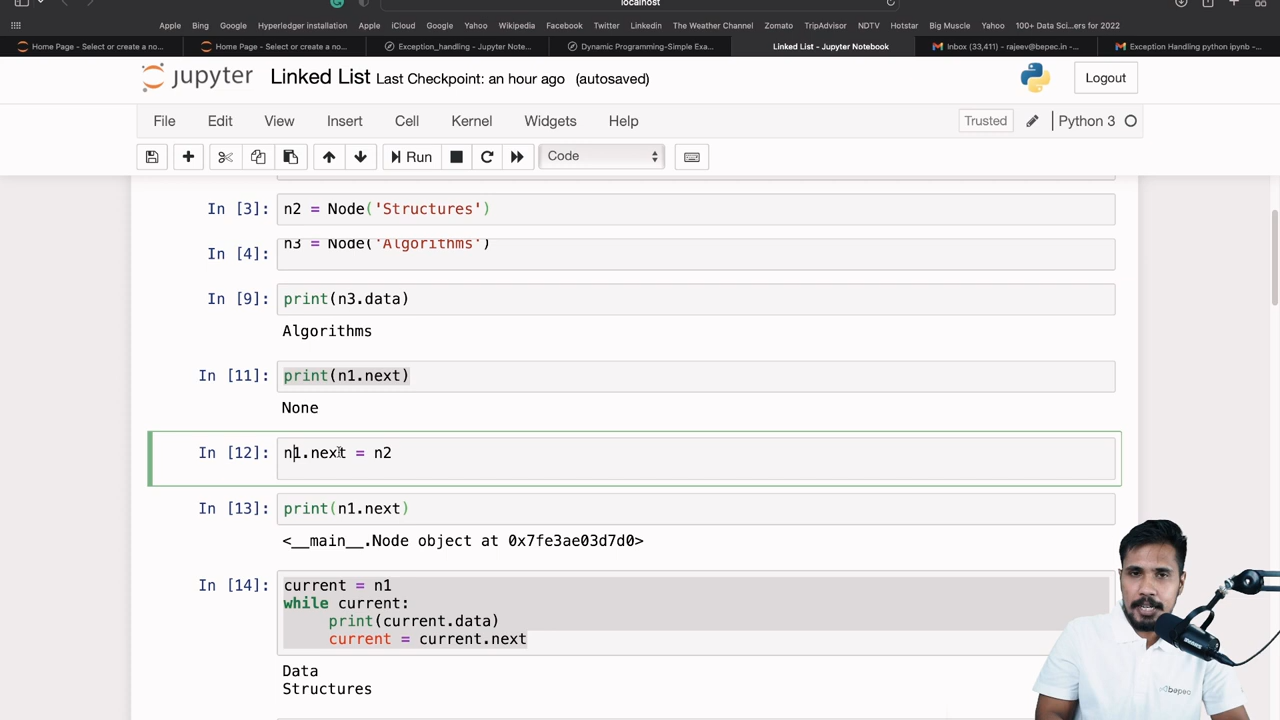 localhost
Apple Bing Google Hyperledger installation Apple iCloud Google Yahoo Wikipedia Facebook Twitter Linkedin The Weather Channel Zomato TripAdvisor NDTV Hotstar Big Muscle Yahoo 100+ Data Sci...ers for 2022
Home Page - Select or create a no... Home Page - Select or create a no... Exception_handling - Jupyter Note... Dynamic Programming-Simple Exa... Linked List - Jupyter Notebook Inbox (33,411) - rajeev@bepec.in -... Exception Handling python ipynb -...
jupyter Linked List Last Checkpoint: an hour ago (autosaved) Logout
File Edit View Insert Cell Kernel Widgets Help Trusted Python 3
Run Code
In [3]: n2 = Node('Structures')
In [4]: n3 = Node('Algorithms')
In [9]: print(n3.data)
Algorithms
In [11]: print(n1.next)
None
In [12]: n1.next = n2
In [13]: print(n1.next)
<__main__.Node object at 0x7fe3ae03d7d0>
In [14]: current = n1
while current:
print(current.data)
current = current.next
Data
Structures
bepec